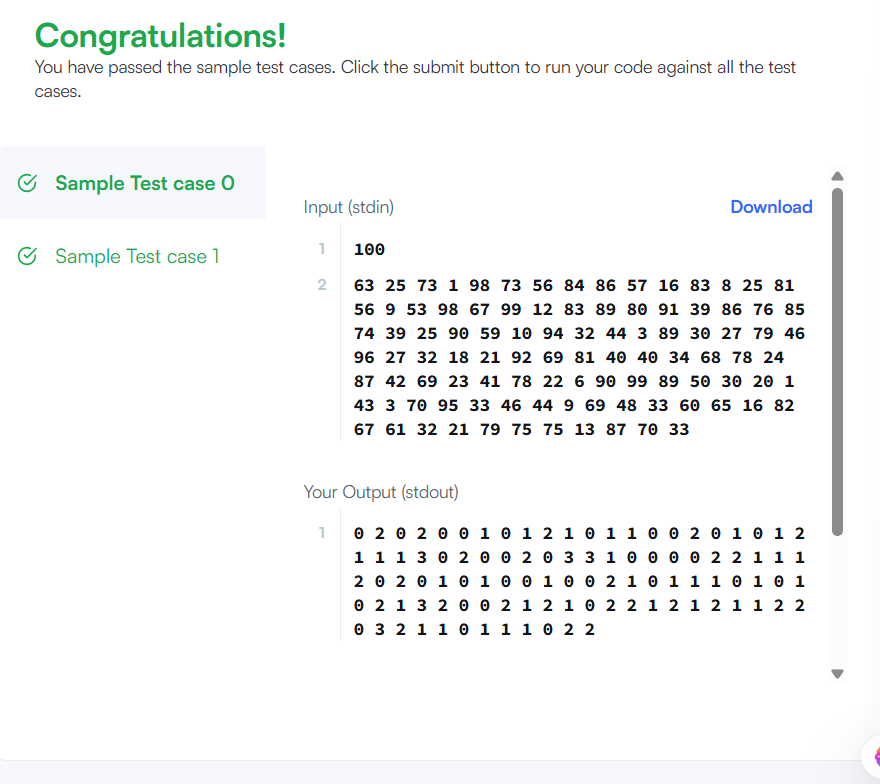 Congratulations!
You have passed the sample test cases. Click the submit button to run your code against all the test
cases.
Sample Test case 0
Sample Test case 1
Input (stdin)
Download
1
100
2
63 25 73 1 98 73 56 84 86 57 16 83 8 25 81
56 9 53 98 67 99 12 83 89 80 91 39 86 76 85
74 39 25 90 59 10 94 32 44 3 89 30 27 79 46
96 27 32 18 21 92 69 81 40 40 34 68 78 24
87 42 69 23 41 78 22 6 90 99 89 50 30 20 1
43 3 70 95 33 46 44 9 69 48 33 60 65 16 82
67 61 32 21 79 75 75 13 87 70 33
Your Output (stdout)
1
0 2 0 2 0 0 1 0 1 2 1 0 1 1 0 0 2 0 1 0 1 2
1 1 1 3 0 2 0 0 2 0 3 3 1 0 0 0 0 2 2 1 1 1
2 0 2 0 1 0 1 0 0 1 0 0 2 1 0 1 1 1 0 1 0 1
0 2 1 3 2 0 0 2 1 2 1 0 2 2 1 2 1 2 1 1 2 2
0 3 2 1 1 0 1 1 1 0 2 2